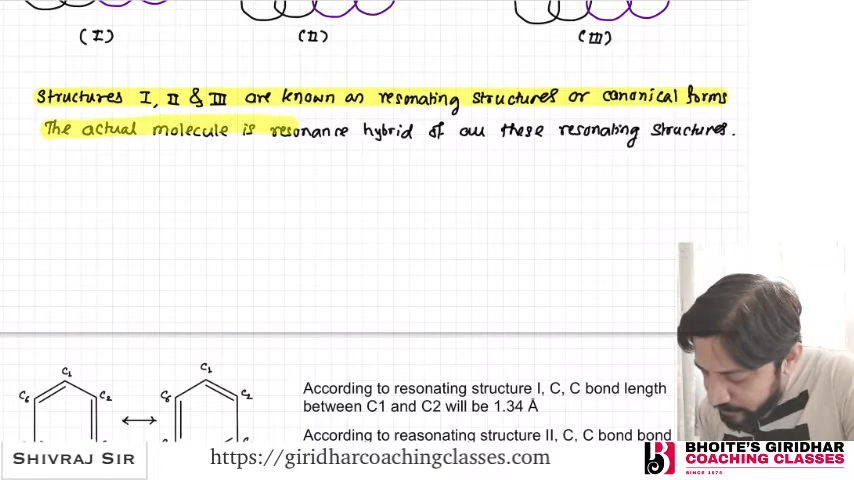 (I) (II) (III)
Structures I, II & III are known as resonating structures or canonical forms
The actual molecule is resonance hybrid of all these resonating structures.
C1 C1
C6 C2 C6 C2
According to resonating structure I, C, C bond length
between C1 and C2 will be 1.34 Å
According to reasonating structure II, C, C bond bond
SHIVRAJ SIR
https://giridharcoachingclasses.com
BHOITE'S GIRIDHAR
COACHING CLASSES
SINCE 1975